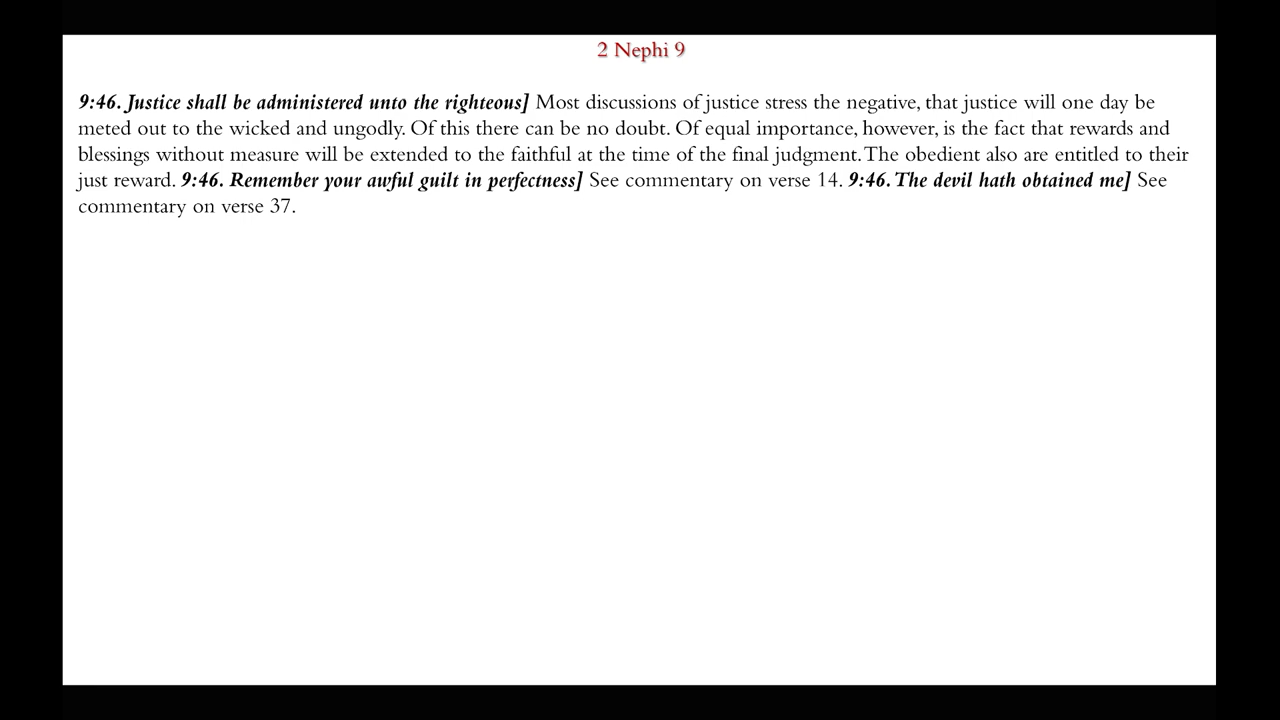 2 Nephi 9
9:46. Justice shall be administered unto the righteous] Most discussions of justice stress the negative, that justice will one day be
meted out to the wicked and ungodly. Of this there can be no doubt. Of equal importance, however, is the fact that rewards and
blessings without measure will be extended to the faithful at the time of the final judgment. The obedient also are entitled to their
just reward. 9:46. Remember your awful guilt in perfectness] See commentary on verse 14. 9:46. The devil hath obtained me] See
commentary on verse 37.